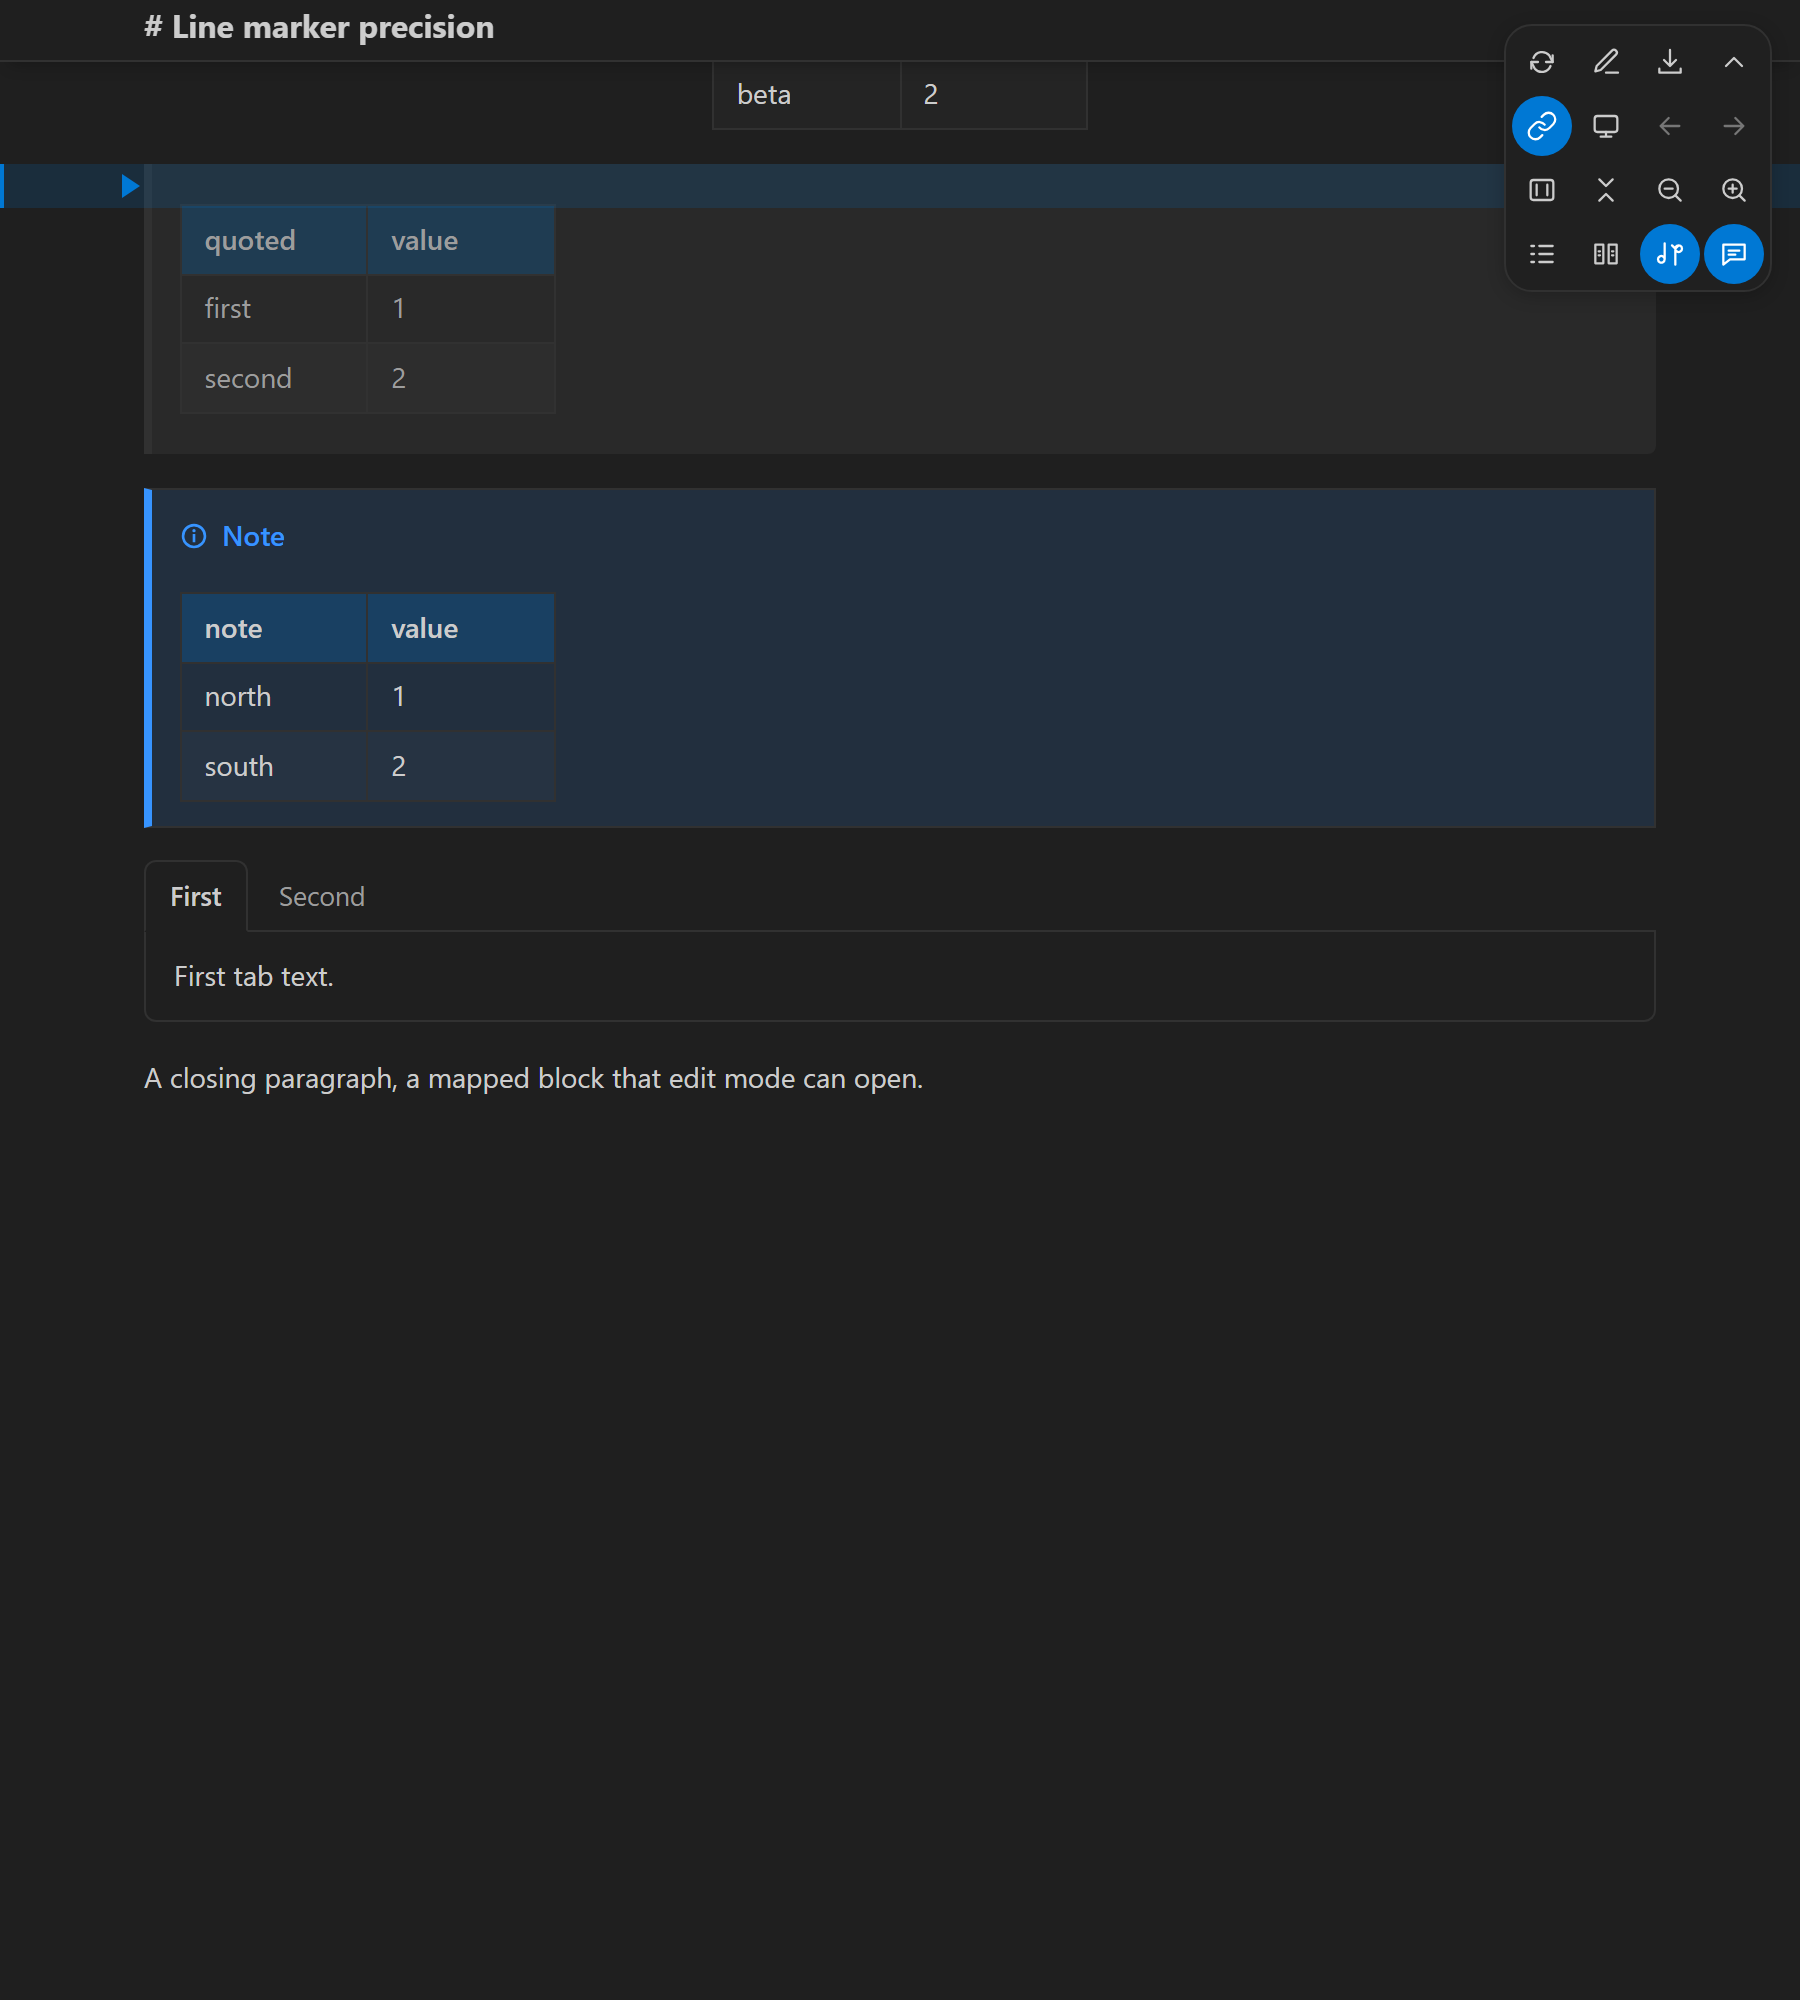 # Line marker precision
beta 2
quoted value
first 1
second 2
Note
note value
north 1
south 2
First Second
First tab text.
A closing paragraph, a mapped block that edit mode can open.